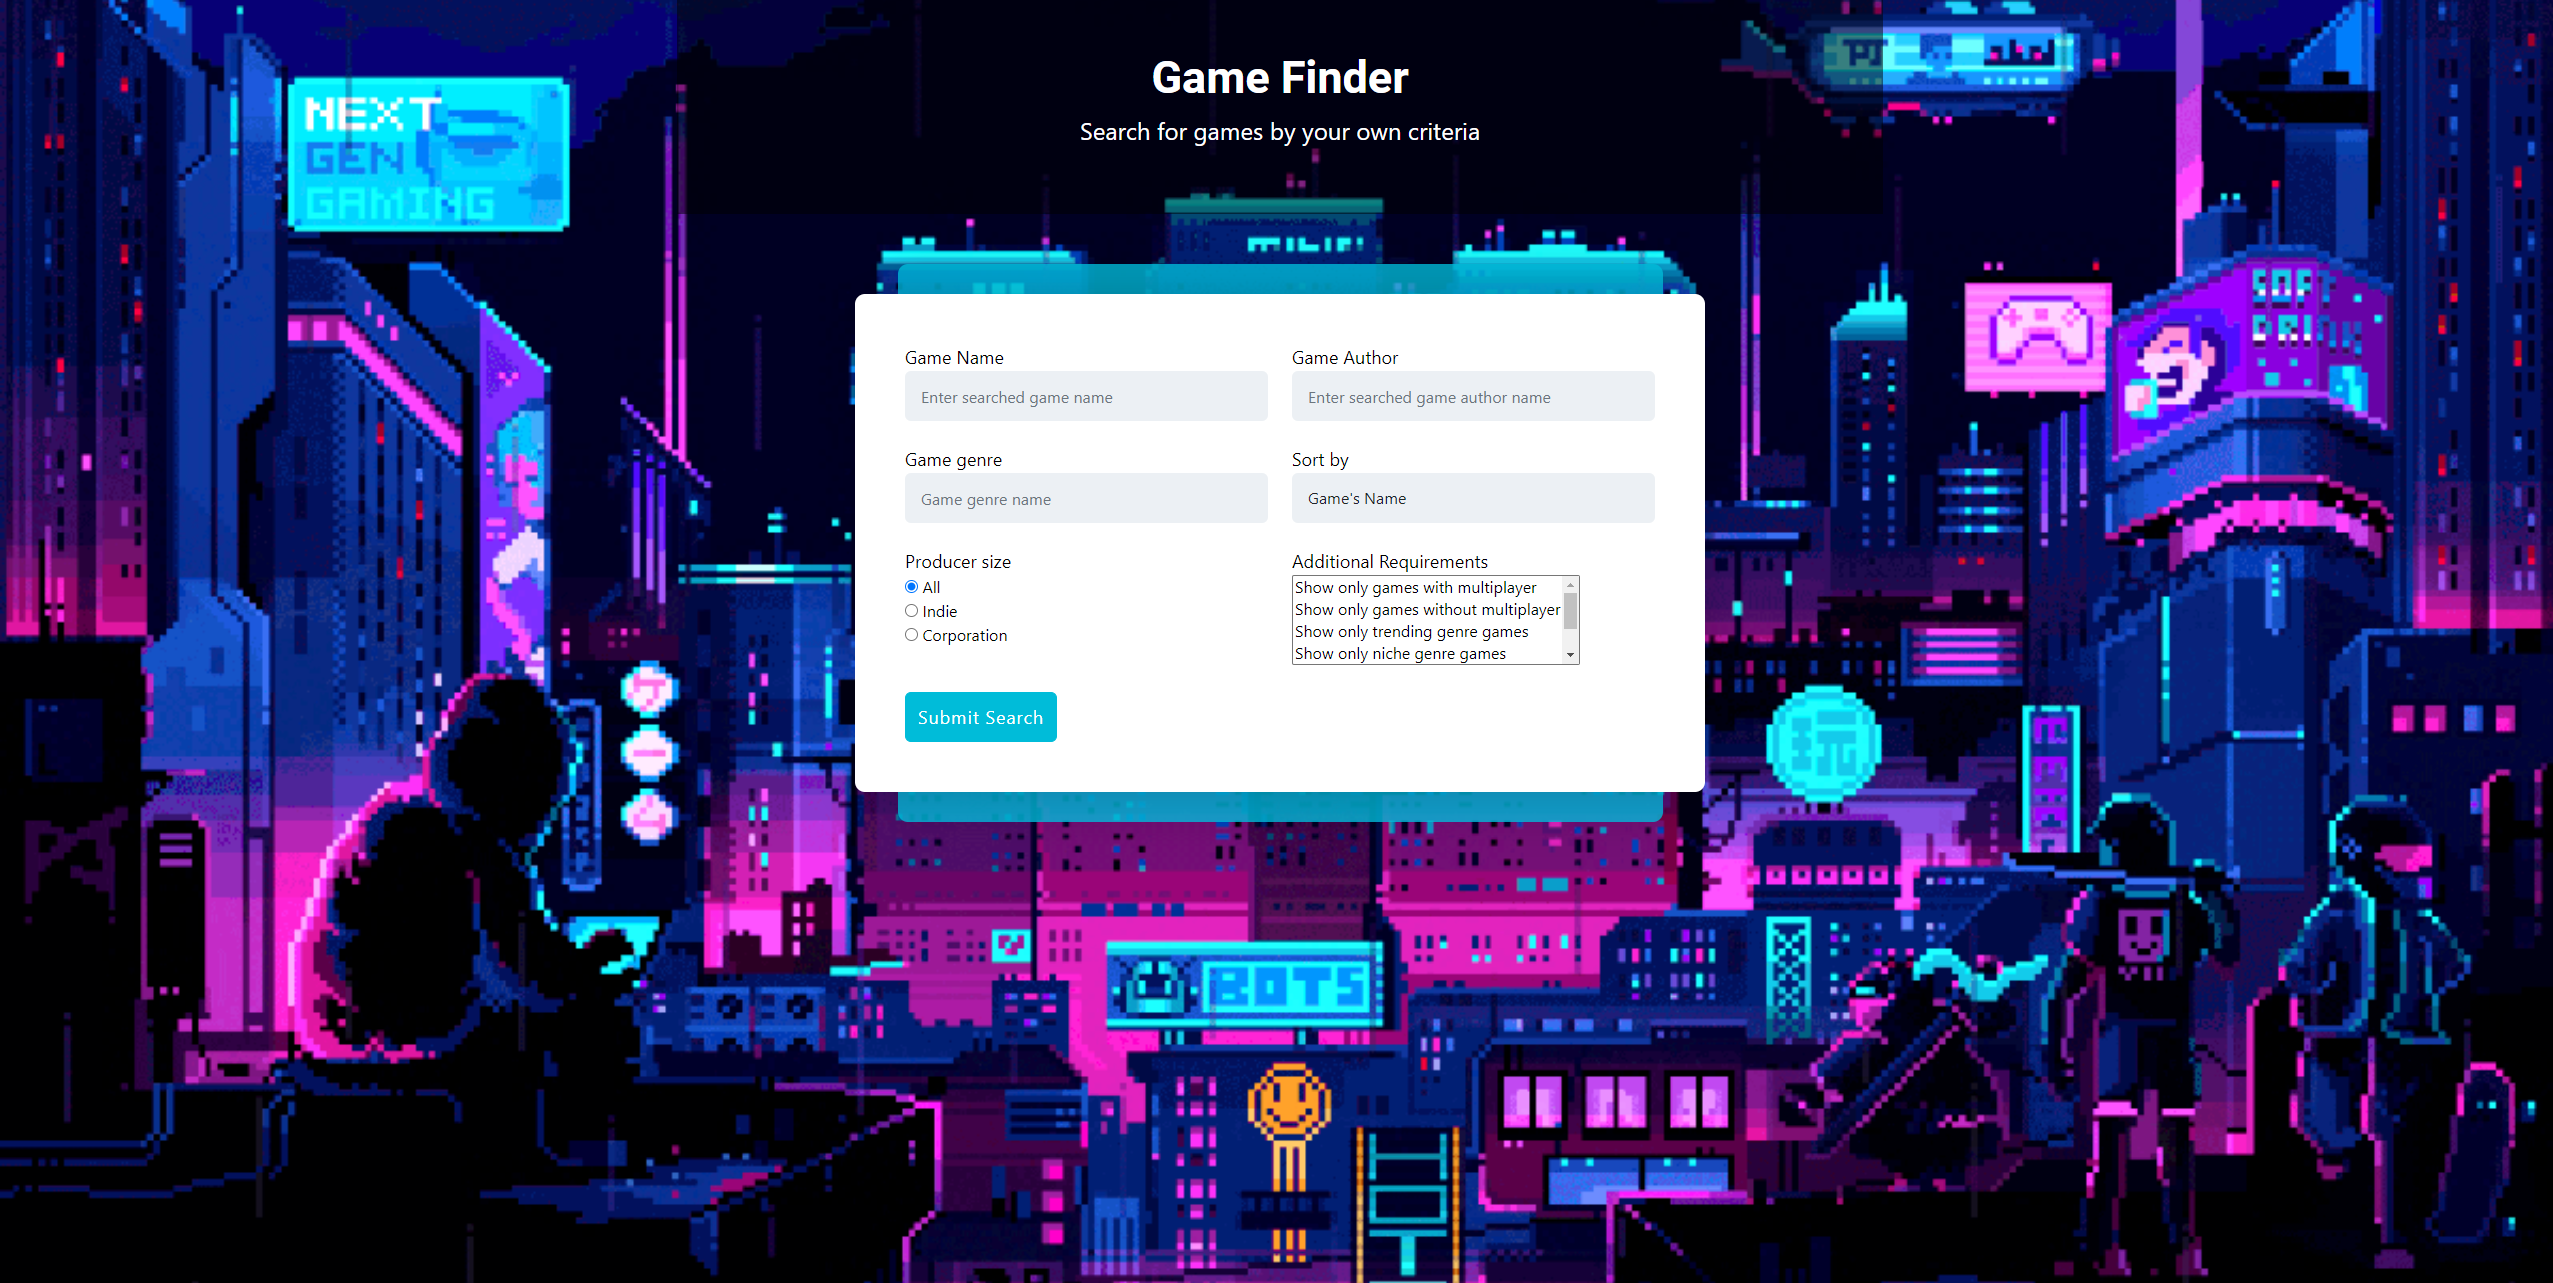 NEXT
GEN
GAMING
Game Finder
Search for games by your own criteria
Game Name
Game Author
Enter searched game name
Enter searched game author name
Game genre
Sort by
Game genre name
Game's Name
Producer size
Additional Requirements
All
Indie
Corporation
Show only games with multiplayer
Show only games without multiplayer
Show only trending genre games
Show only niche genre games
Submit Search
玩
BOTS